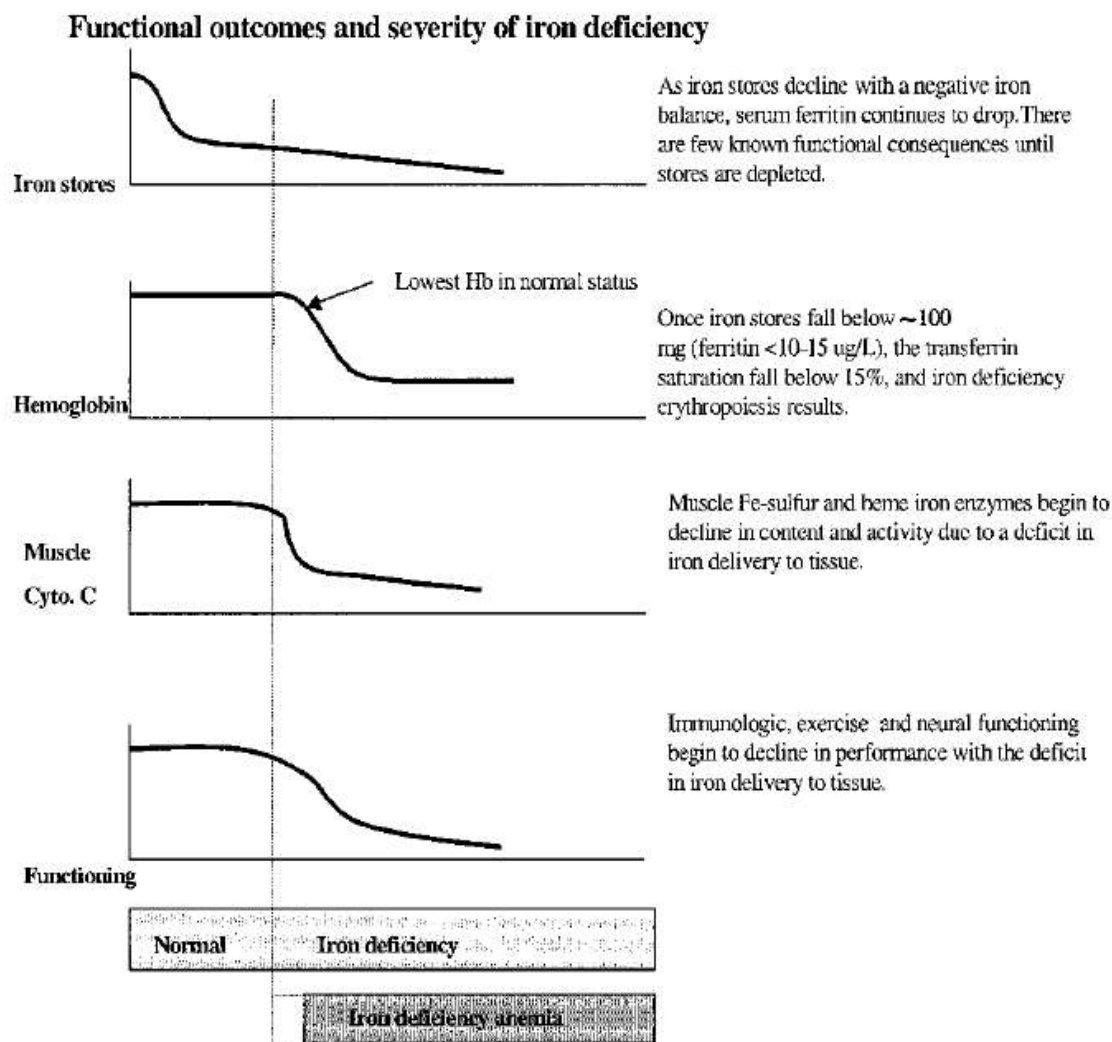 Functional outcomes and severity of iron deficiency
As iron stores decline with a negative iron
balance, serum ferritin continues to drop.There
are few known functional consequences until
stores are depleted.
Iron stores
Lowest Hb in normal status
Once iron stores fall below ~100
mg (ferritin <10-15 ug/L), the transferrin
saturation fall below 15%, and iron deficiency
erythropoiesis results.
Hemoglobin
Muscle Fe-sulfur and heme iron enzymes begin to
decline in content and activity due to a deficit in
iron delivery to tissue.
Muscle
Cyto. C
Immunologic, exercise and neural functioning
begin to decline in performance with the deficit
in iron delivery to tissue.
Functioning
Normal
Iron deficiency
Iron deficiency anemia